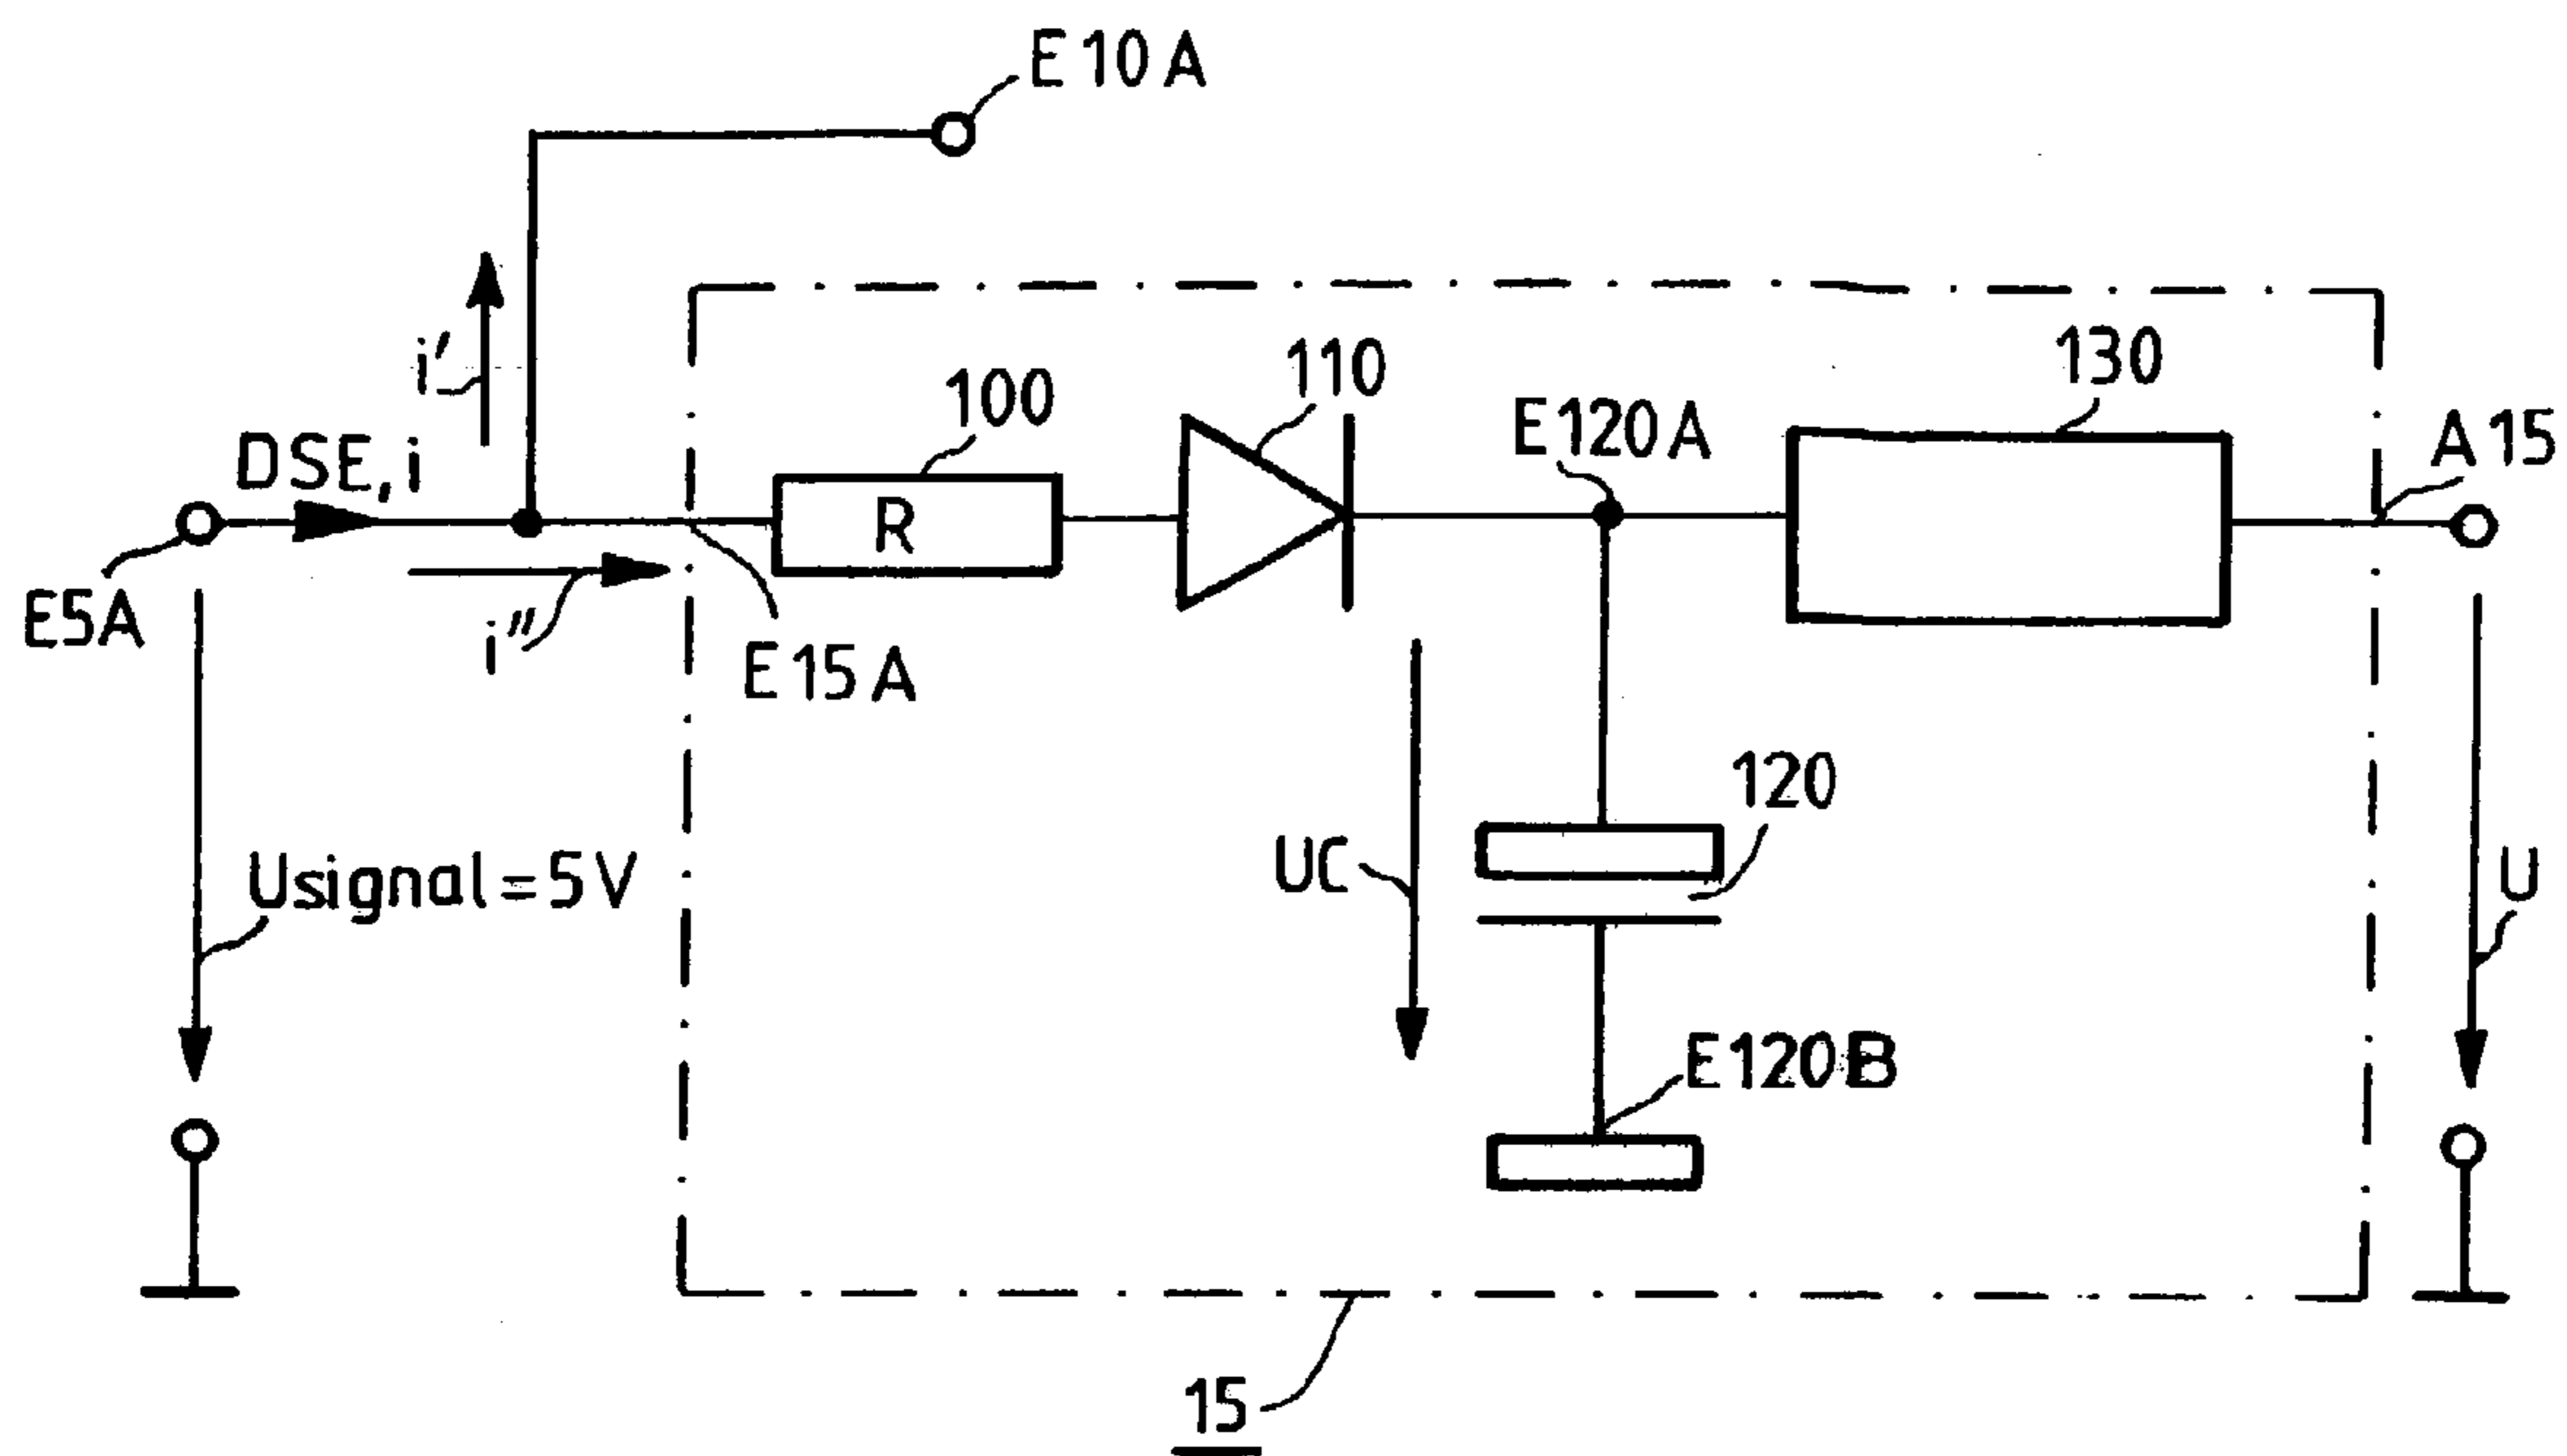 E10A
i'
DSE,i
100
110
E120A
130
A15
R
E5A
i"
E15A
Usignal=5V
UC
120
U
E120B
15